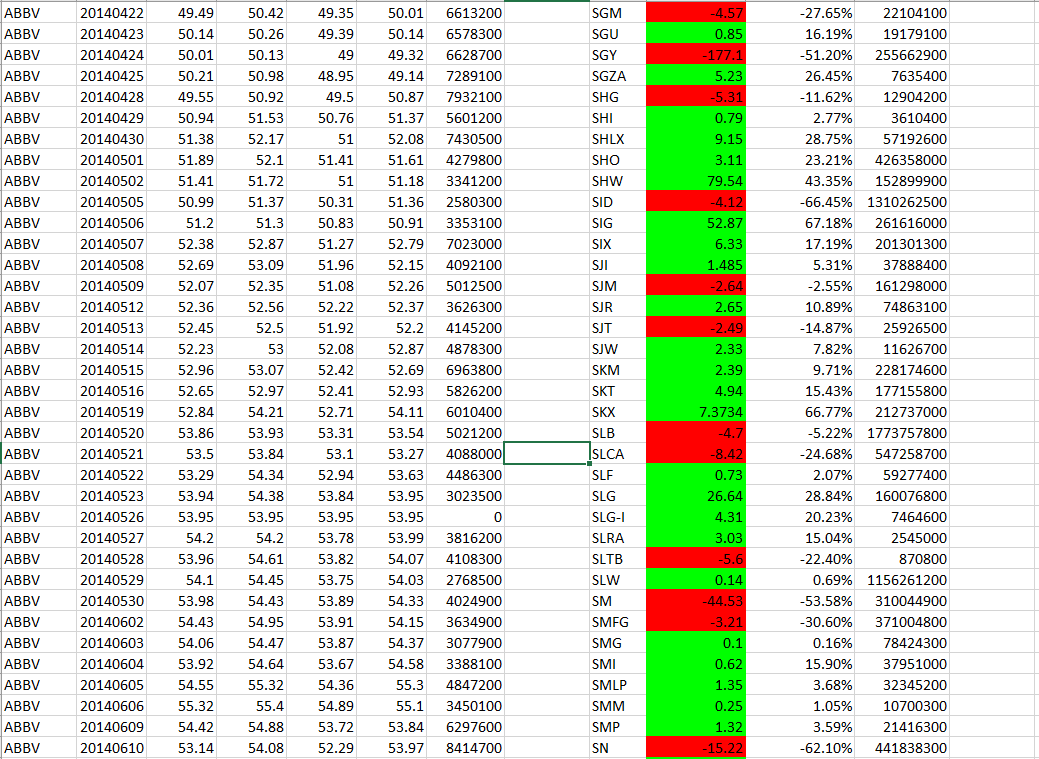 ABBV 20140422 49.49 50.42 49.35 50.01 6613200 SGM -4.57 -27.65% 22104100
ABBV 20140423 50.14 50.26 49.39 50.14 6578300 SGU 0.85 16.19% 19179100
ABBV 20140424 50.01 50.13 49 49.32 6628700 SGY -177.1 -51.20% 255662900
ABBV 20140425 50.21 50.98 48.95 49.14 7289100 SGZA 5.23 26.45% 7635400
ABBV 20140428 49.55 50.92 49.5 50.87 7932100 SHG -5.31 -11.62% 12904200
ABBV 20140429 50.94 51.53 50.76 51.37 5601200 SHI 0.79 2.77% 3610400
ABBV 20140430 51.38 52.17 51 52.08 7430500 SHLX 9.15 28.75% 57192600
ABBV 20140501 51.89 52.1 51.41 51.61 4279800 SHO 3.11 23.21% 426358000
ABBV 20140502 51.41 51.72 51 51.18 3341200 SHW 79.54 43.35% 152899900
ABBV 20140505 50.99 51.37 50.31 51.36 2580300 SID -4.12 -66.45% 1310262500
ABBV 20140506 51.2 51.3 50.83 50.91 3353100 SIG 52.87 67.18% 261616000
ABBV 20140507 52.38 52.87 51.27 52.79 7023000 SIX 6.33 17.19% 201301300
ABBV 20140508 52.69 53.09 51.96 52.15 4092100 SJI 1.485 5.31% 37888400
ABBV 20140509 52.07 52.35 51.08 52.26 5012500 SJM -2.64 -2.55% 161298000
ABBV 20140512 52.36 52.56 52.22 52.37 3626300 SJR 2.65 10.89% 74863100
ABBV 20140513 52.45 52.5 51.92 52.2 4145200 SJT -2.49 -14.87% 25926500
ABBV 20140514 52.23 53 52.08 52.87 4878300 SJW 2.33 7.82% 11626700
ABBV 20140515 52.96 53.07 52.42 52.69 6963800 SKM 2.39 9.71% 228174600
ABBV 20140516 52.65 52.97 52.41 52.93 5826200 SKT 4.94 15.43% 177155800
ABBV 20140519 52.84 54.21 52.71 54.11 6010400 SKX 7.3734 66.77% 212737000
ABBV 20140520 53.86 53.93 53.31 53.54 5021200 SLB -4.7 -5.22% 1773757800
ABBV 20140521 53.5 53.84 53.1 53.27 4088000 SLCA -8.42 -24.68% 547258700
ABBV 20140522 53.29 54.34 52.94 53.63 4486300 SLF 0.73 2.07% 59277400
ABBV 20140523 53.94 54.38 53.84 53.95 3023500 SLG 26.64 28.84% 160076800
ABBV 20140526 53.95 53.95 53.95 53.95 0 SLG-I 4.31 20.23% 7464600
ABBV 20140527 54.2 54.2 53.78 53.99 3816200 SLRA 3.03 15.04% 2545000
ABBV 20140528 53.96 54.61 53.82 54.07 4108300 SLTB -5.6 -22.40% 870800
ABBV 20140529 54.1 54.45 53.75 54.03 2768500 SLW 0.14 0.69% 1156261200
ABBV 20140530 53.98 54.43 53.89 54.33 4024900 SM -44.53 -53.58% 310044900
ABBV 20140602 54.43 54.95 53.91 54.15 3634900 SMFG -3.21 -30.60% 371004800
ABBV 20140603 54.06 54.47 53.87 54.37 3077900 SMG 0.1 0.16% 78424300
ABBV 20140604 53.92 54.64 53.67 54.58 3388100 SMI 0.62 15.90% 37951000
ABBV 20140605 54.55 55.32 54.36 55.3 4847200 SMLP 1.35 3.68% 32345200
ABBV 20140606 55.32 55.4 54.89 55.1 3450100 SMM 0.25 1.05% 10700300
ABBV 20140609 54.42 54.88 53.72 53.84 6297600 SMP 1.32 3.59% 21416300
ABBV 20140610 53.14 54.08 52.29 53.97 8414700 SN -15.22 -62.10% 441838300